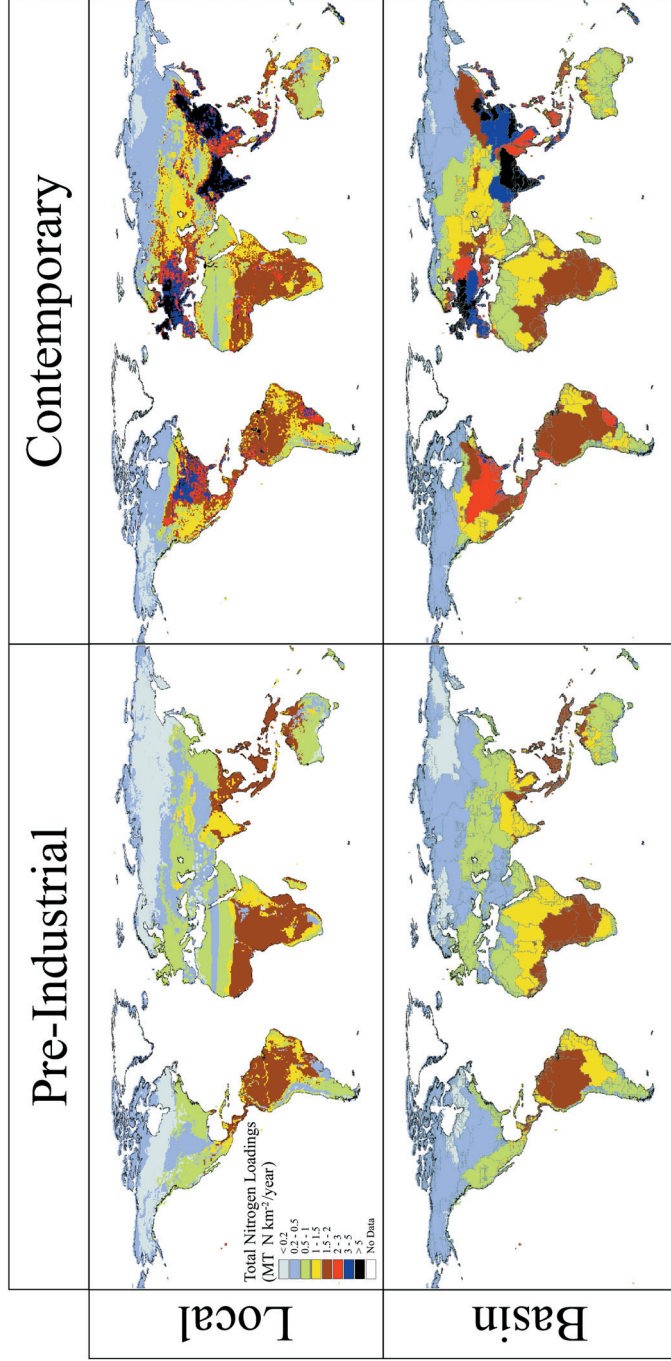 Pre-Industrial
Contemporary
Local
Total Nitrogen Loadings
(MT N km-2/year)
< 0.2
0.2 - 0.5
0.5 - 1
1 - 1.5
1.5 - 2
2 - 3
3 - 5
> 5
No Data
Basin